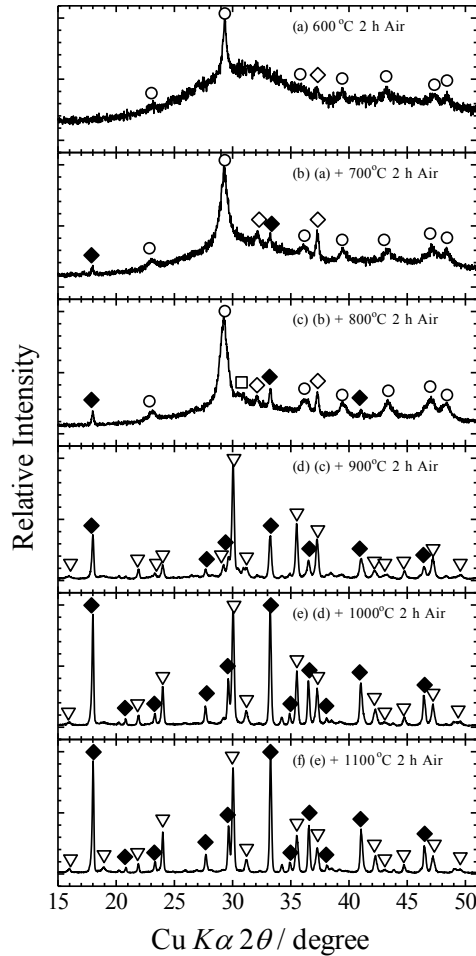 (a) 600°C 2 h Air
(b) (a) + 700°C 2 h Air
(c) (b) + 800°C 2 h Air
(d) (c) + 900°C 2 h Air
(e) (d) + 1000°C 2 h Air
(f) (e) + 1100°C 2 h Air
Relative Intensity
15 20 25 30 35 40 45 50
Cu Kα 2θ / degree